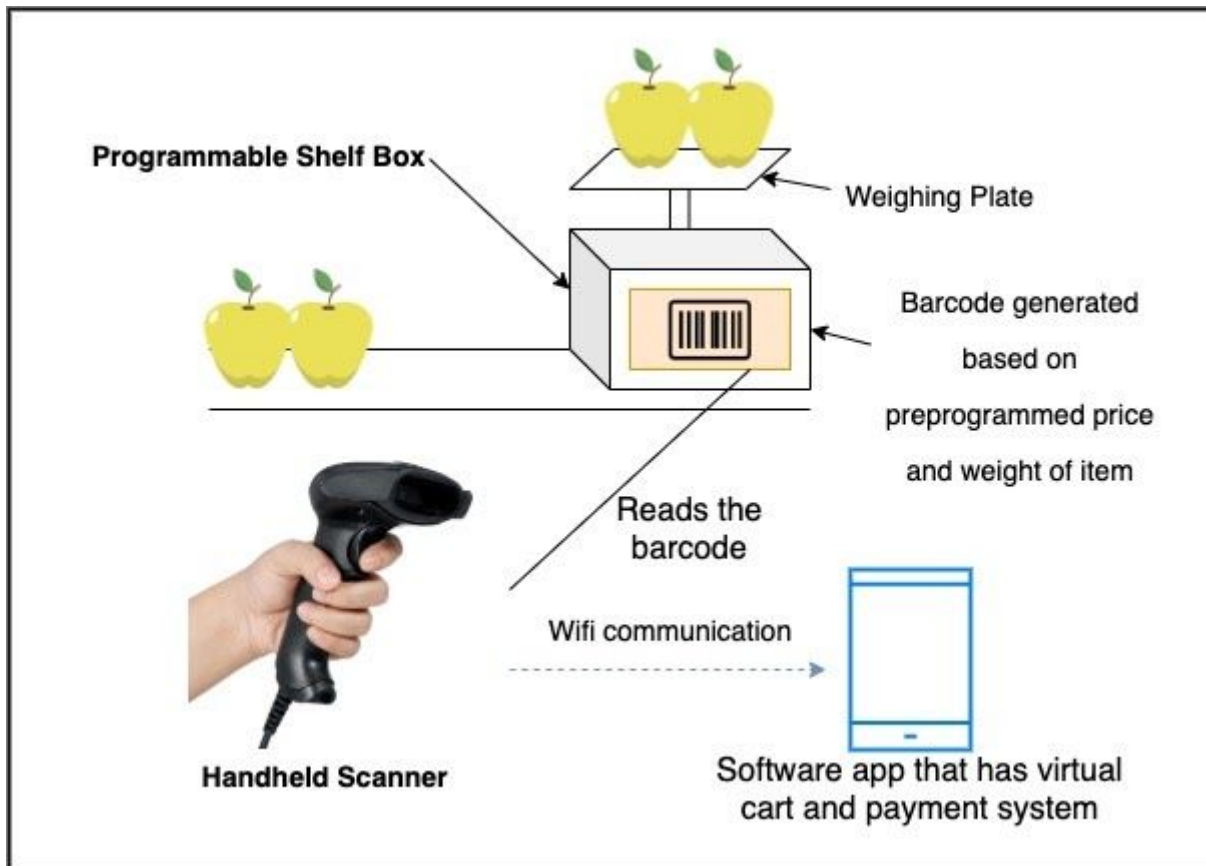 Programmable Shelf Box
Weighing Plate
Barcode generated
based on
preprogrammed price
and weight of item
Reads the
barcode
Wifi communication
Handheld Scanner
Software app that has virtual
cart and payment system